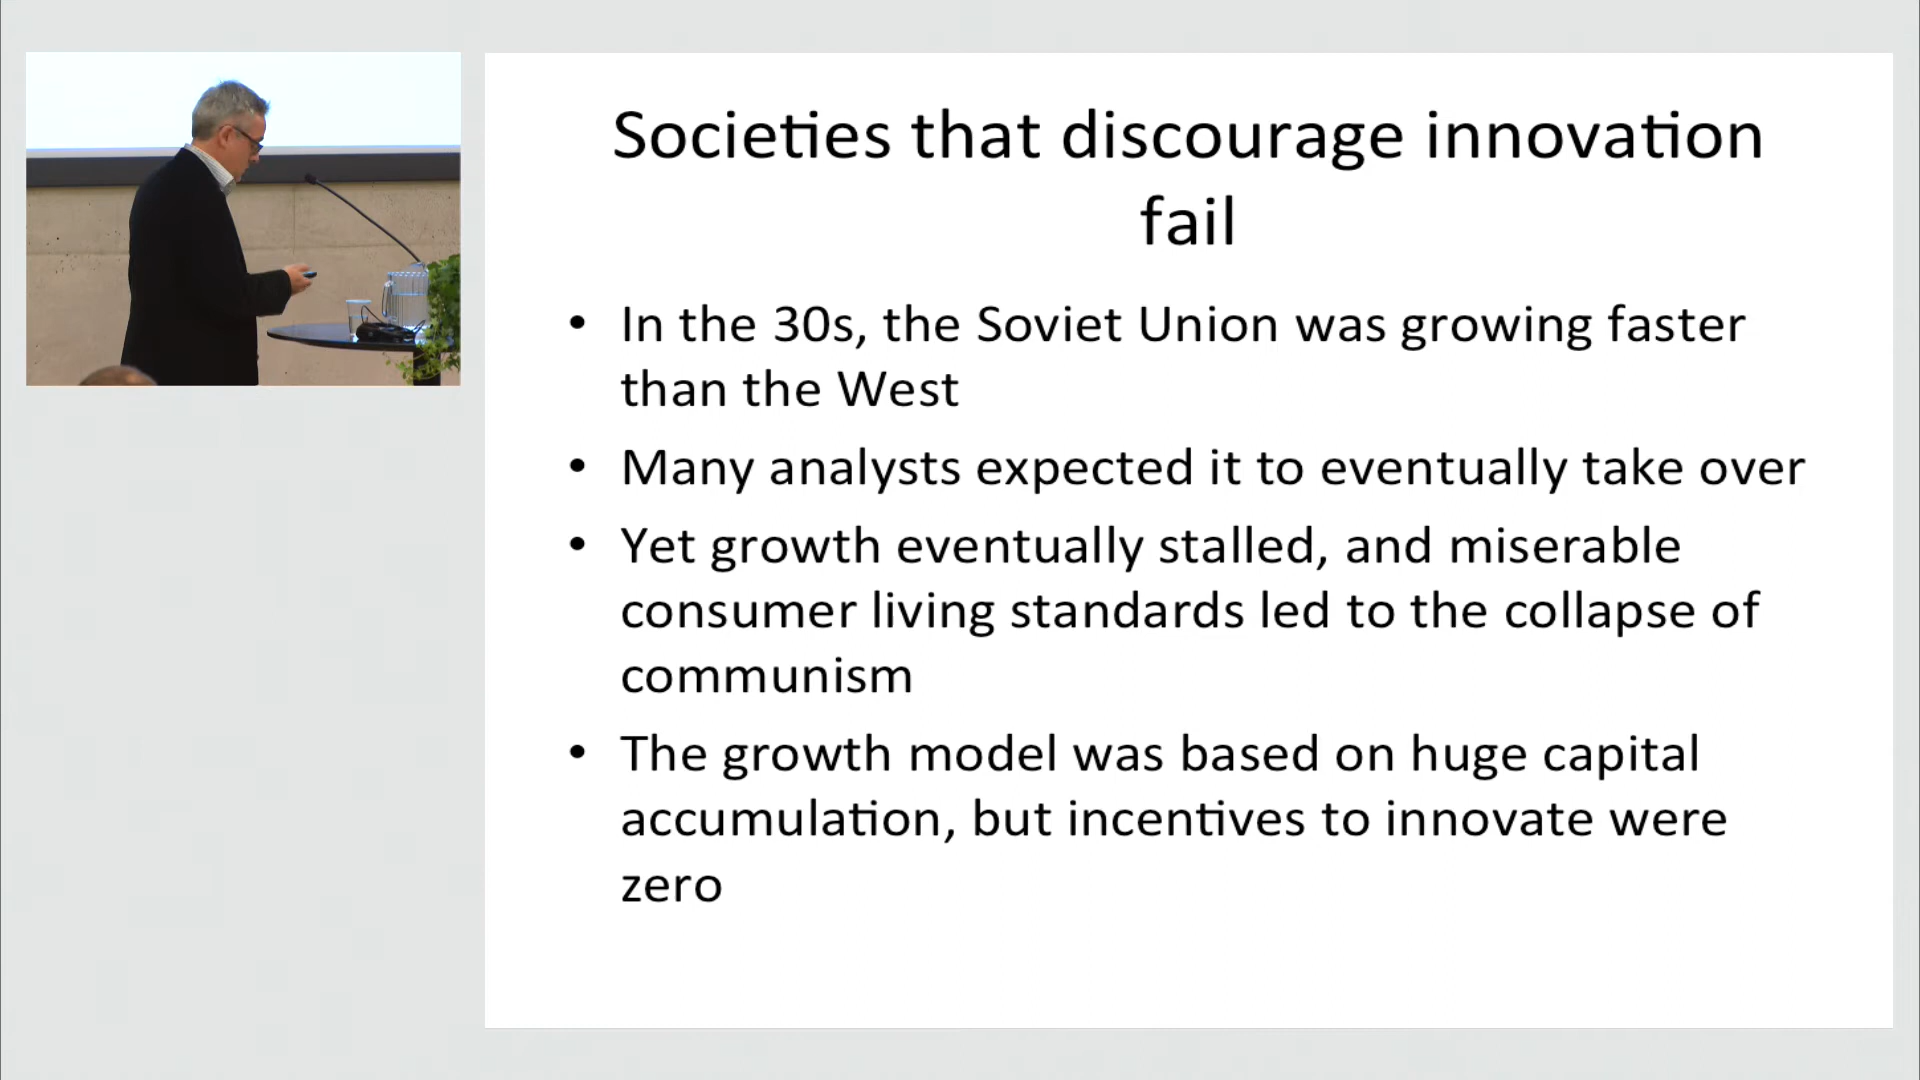 Societies that discourage innovation
fail
• In the 30s, the Soviet Union was growing faster
than the West
• Many analysts expected it to eventually take over
• Yet growth eventually stalled, and miserable
consumer living standards led to the collapse of
communism
• The growth model was based on huge capital
accumulation, but incentives to innovate were
zero